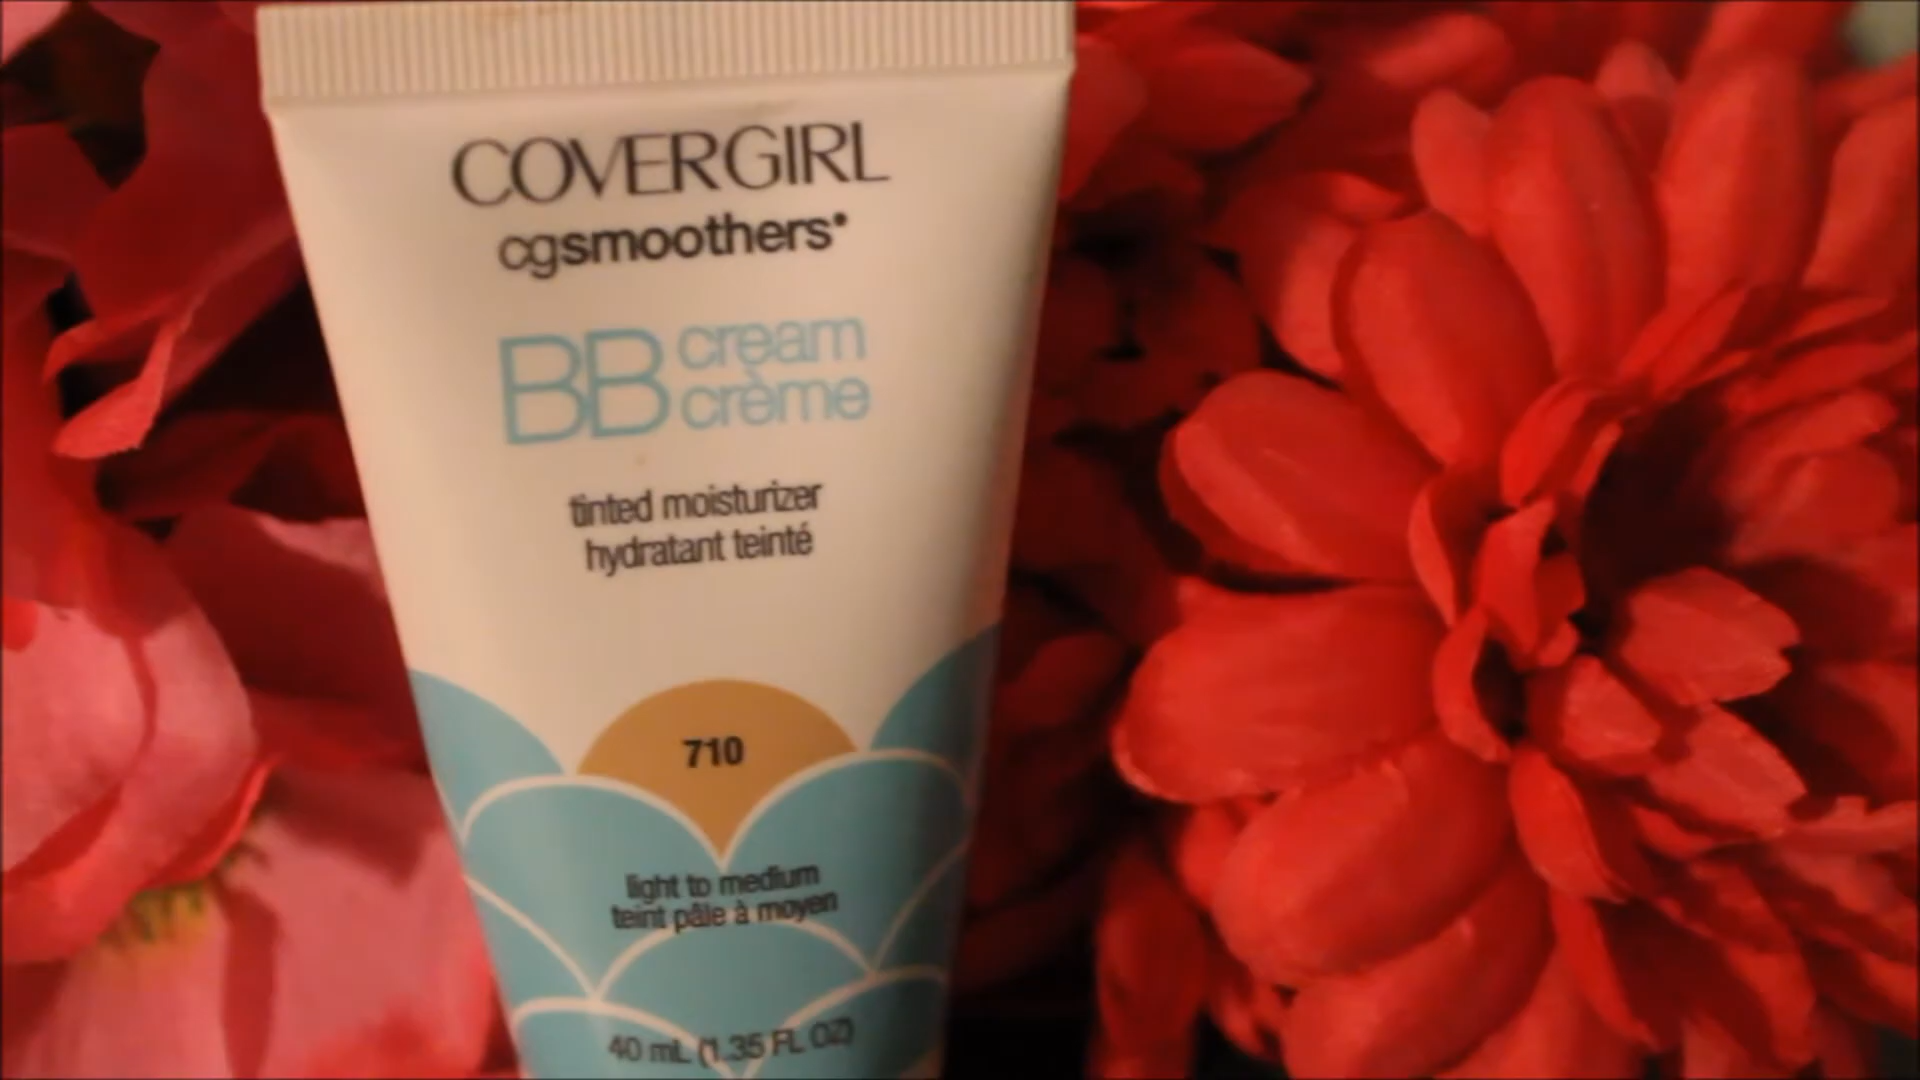 COVERGIRL
cgsmoothers•
BB cream
crème
tinted moisturizer
hydratant teinté
710
light to medium
teint pâle à moyen
40 mL (1.35 FL OZ)